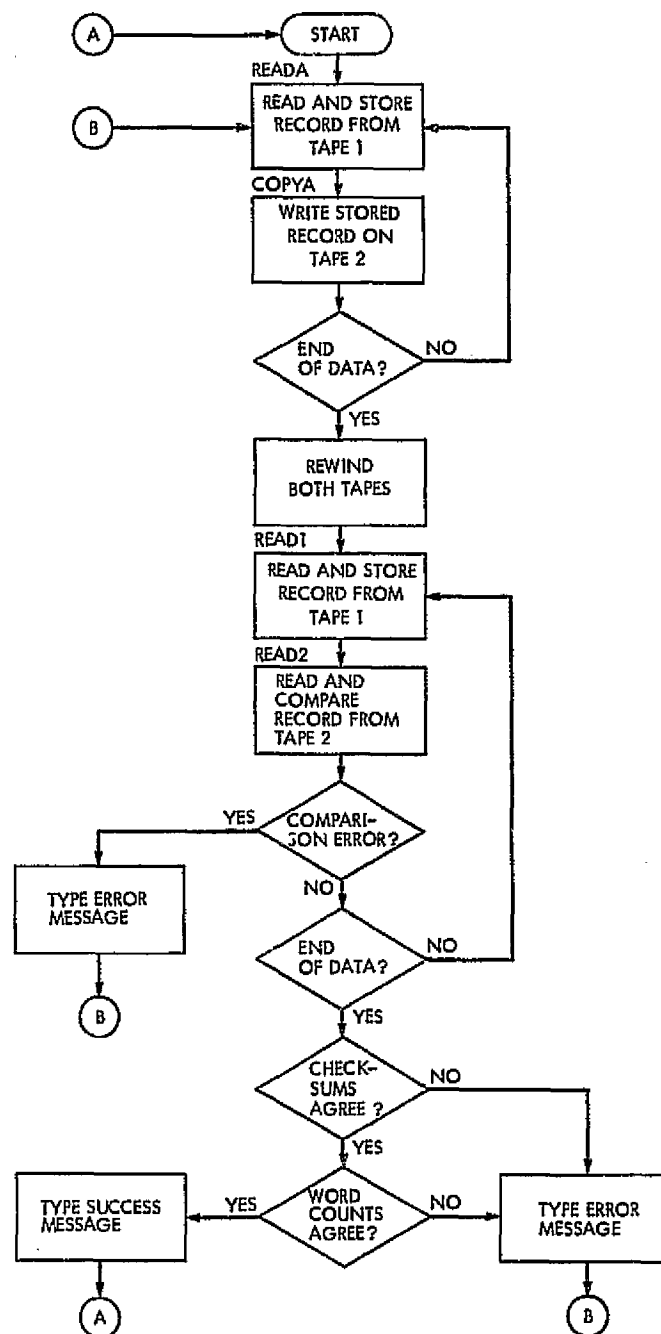 A
START
READA
READ AND STORE
RECORD FROM
TAPE 1
B
COPYA
WRITE STORED
RECORD ON
TAPE 2
END
OF DATA?
NO
YES
REWIND
BOTH TAPES
READ1
READ AND STORE
RECORD FROM
TAPE 1
READ2
READ AND
COMPARE
RECORD FROM
TAPE 2
YES
COMPARI-
SON ERROR?
NO
TYPE ERROR
MESSAGE
B
END
OF DATA?
NO
YES
CHECK-
SUMS
AGREE ?
NO
YES
TYPE SUCCESS
MESSAGE
YES
WORD
COUNTS
AGREE?
NO
TYPE ERROR
MESSAGE
A
B